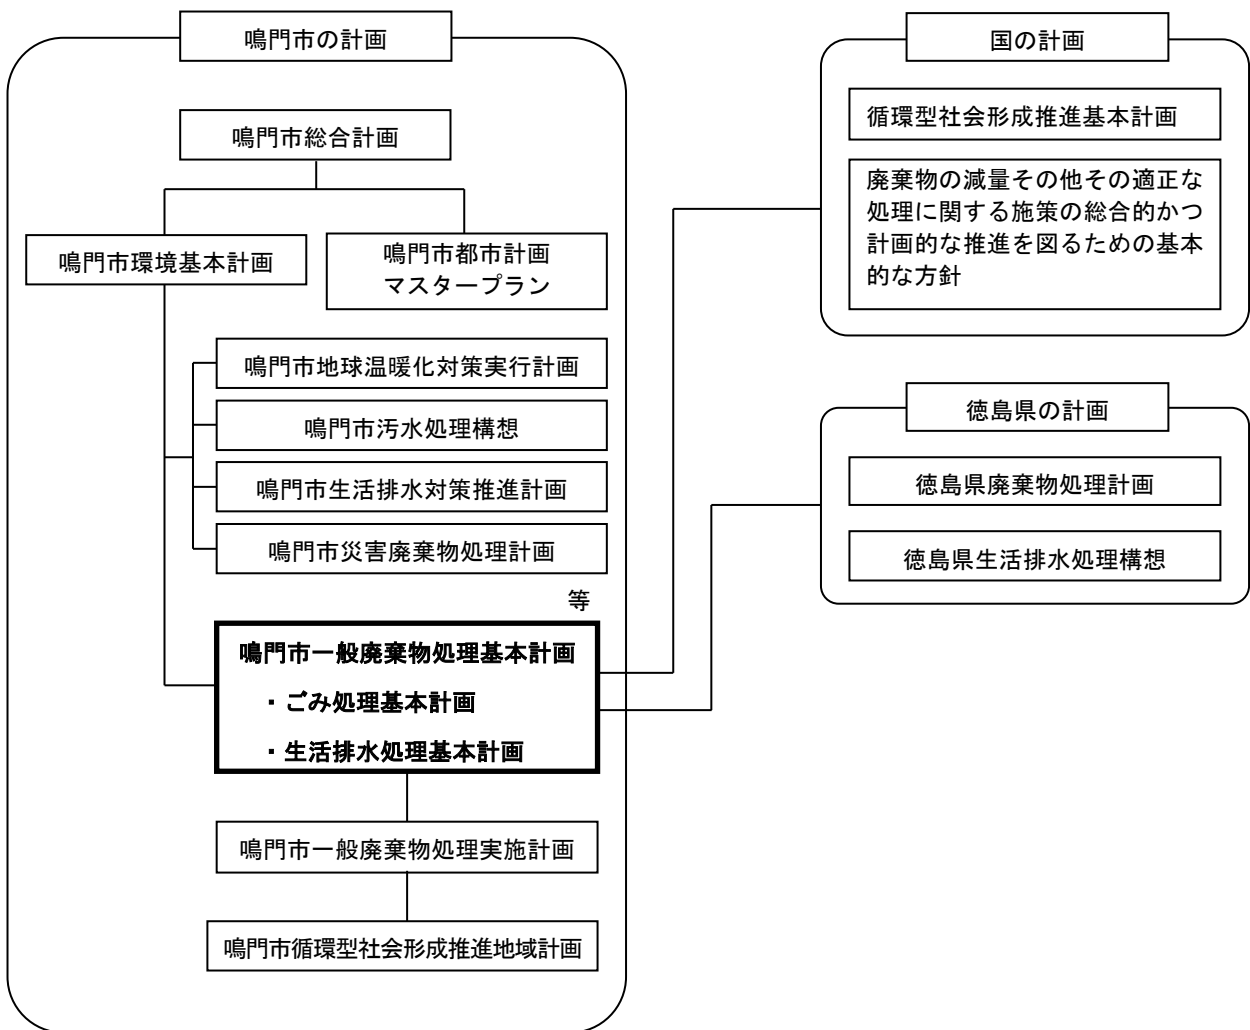 鳴門市の計画
鳴門市総合計画
鳴門市環境基本計画
鳴門市都市計画
マスタープラン
鳴門市地球温暖化対策実行計画
鳴門市汚水処理構想
鳴門市生活排水対策推進計画
鳴門市災害廃棄物処理計画
等
鳴門市一般廃棄物処理基本計画
・ごみ処理基本計画
・生活排水処理基本計画
鳴門市一般廃棄物処理実施計画
鳴門市循環型社会形成推進地域計画
国の計画
循環型社会形成推進基本計画
廃棄物の減量その他その適正な
処理に関する施策の総合的かつ
計画的な推進を図るための基本
的な方針
徳島県の計画
徳島県廃棄物処理計画
徳島県生活排水処理構想